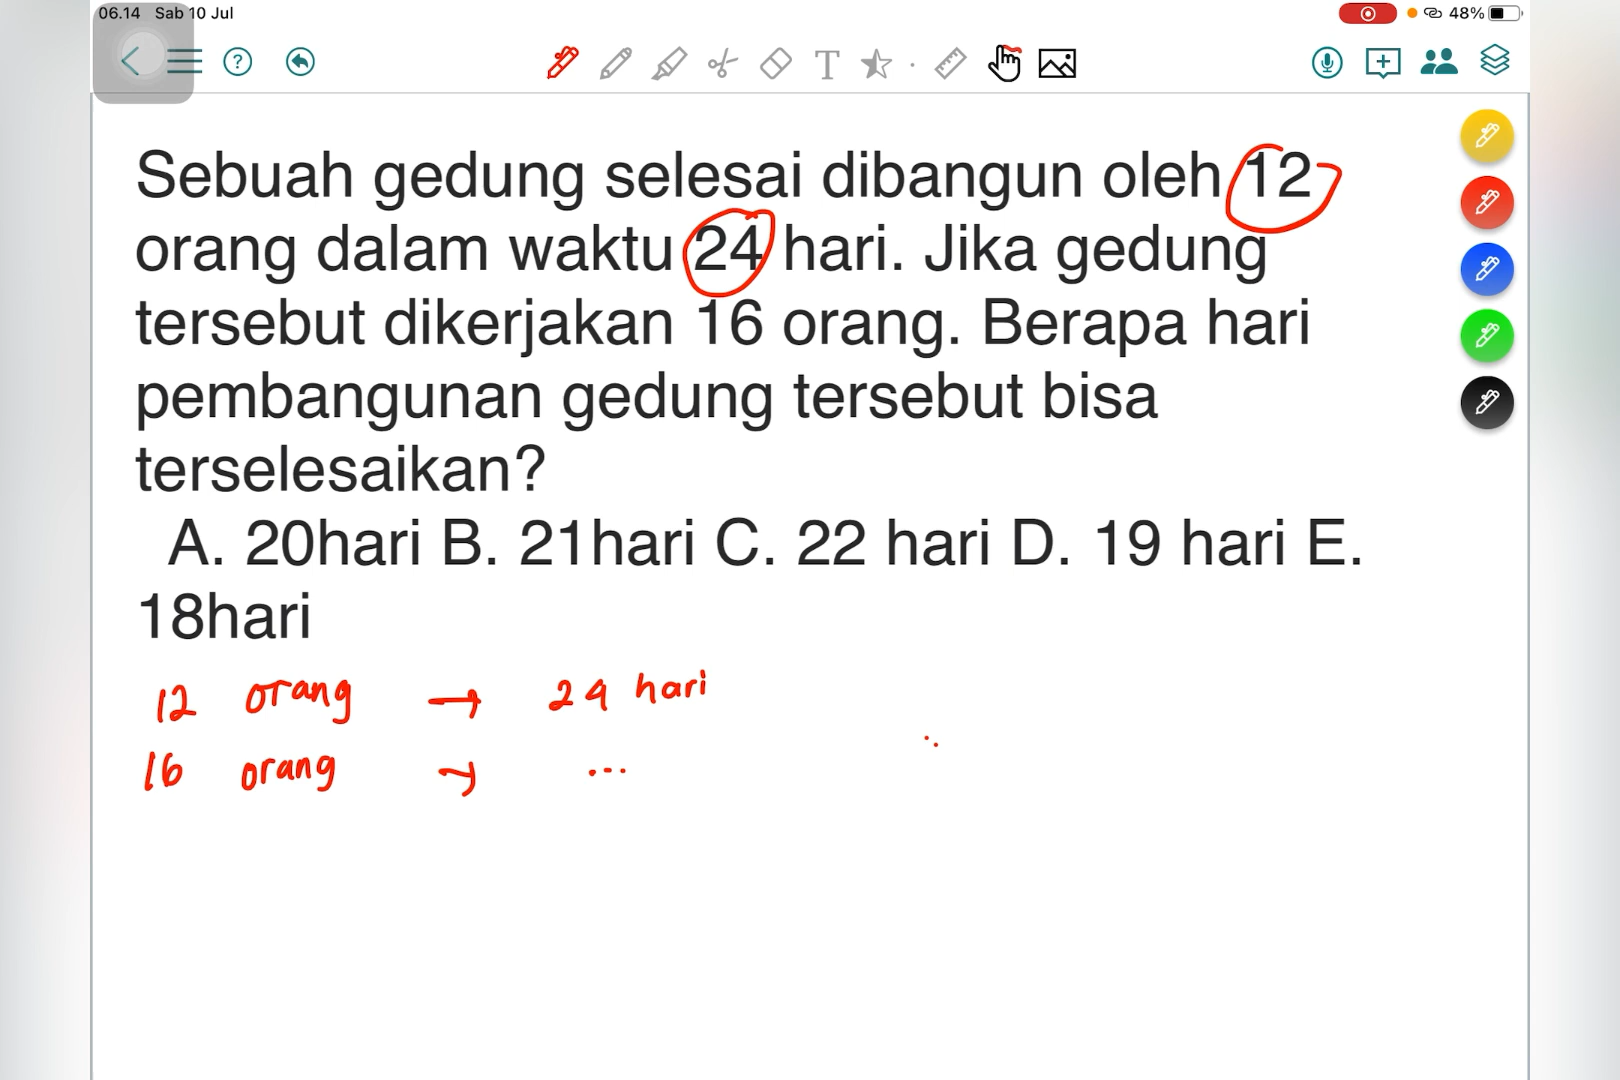 06.14 Sab 10 Jul
48%
T
Sebuah gedung selesai dibangun oleh 12
orang dalam waktu 24 hari. Jika gedung
tersebut dikerjakan 16 orang. Berapa hari
pembangunan gedung tersebut bisa
terselesaikan?
A. 20hari B. 21hari C. 22 hari D. 19 hari E.
18hari
12 orang → 24 hari
16 orang → ...